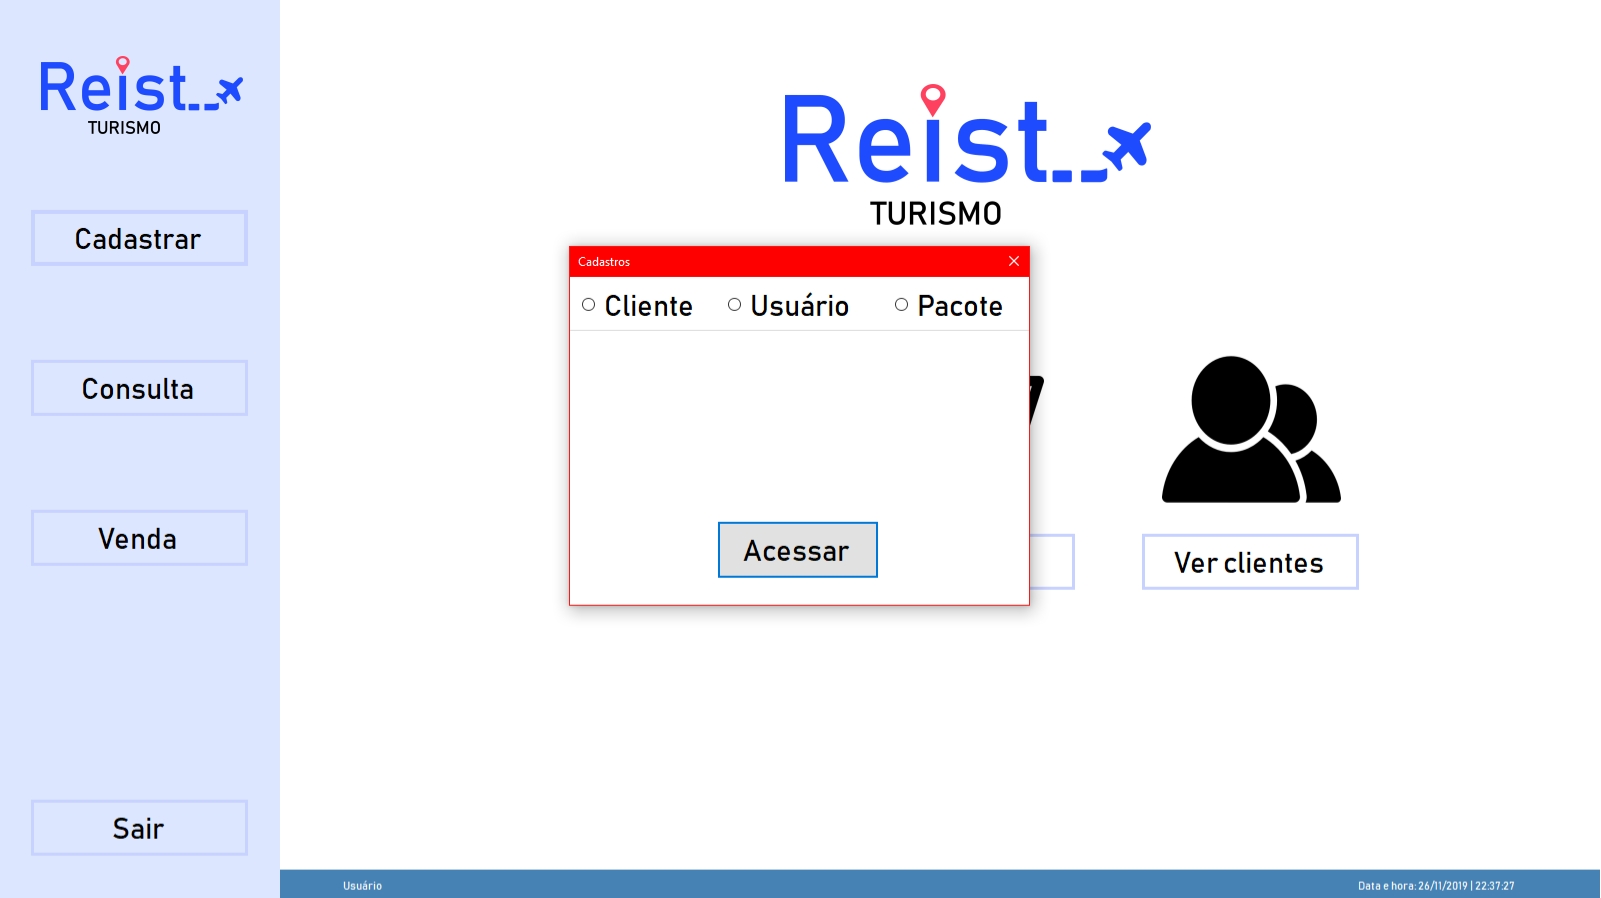 Reist
TURISMO
Cadastrar
Consulta
Venda
Sair
Reist
TURISMO
Cadastros
Cliente
Usuário
Pacote
Acessar
Ver clientes
Usuário
Data e hora: 26/11/2019 | 22:37:27